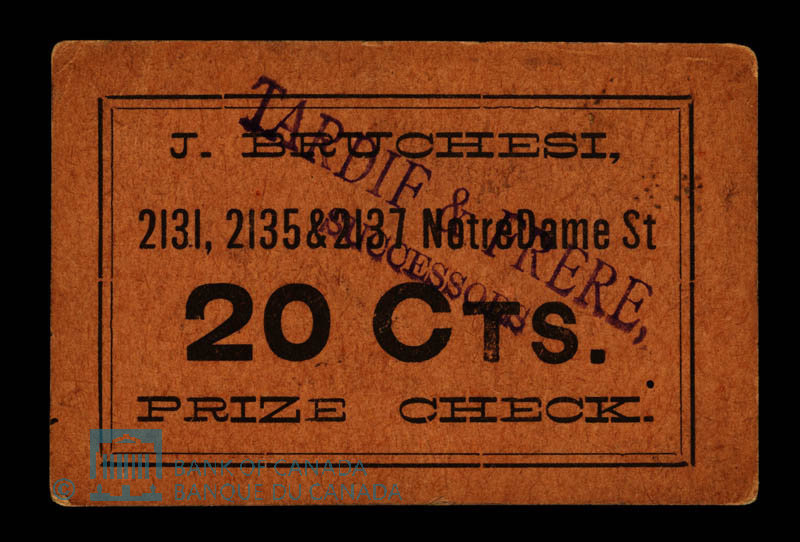 J. BRUCHESI,
2131, 2135 & 2137 NotreDame St
20 CTS.
PRIZE CHECK.
TARDIF & FRERE,
SUCCESSORS
© BANK OF CANADA
BANQUE DU CANADA